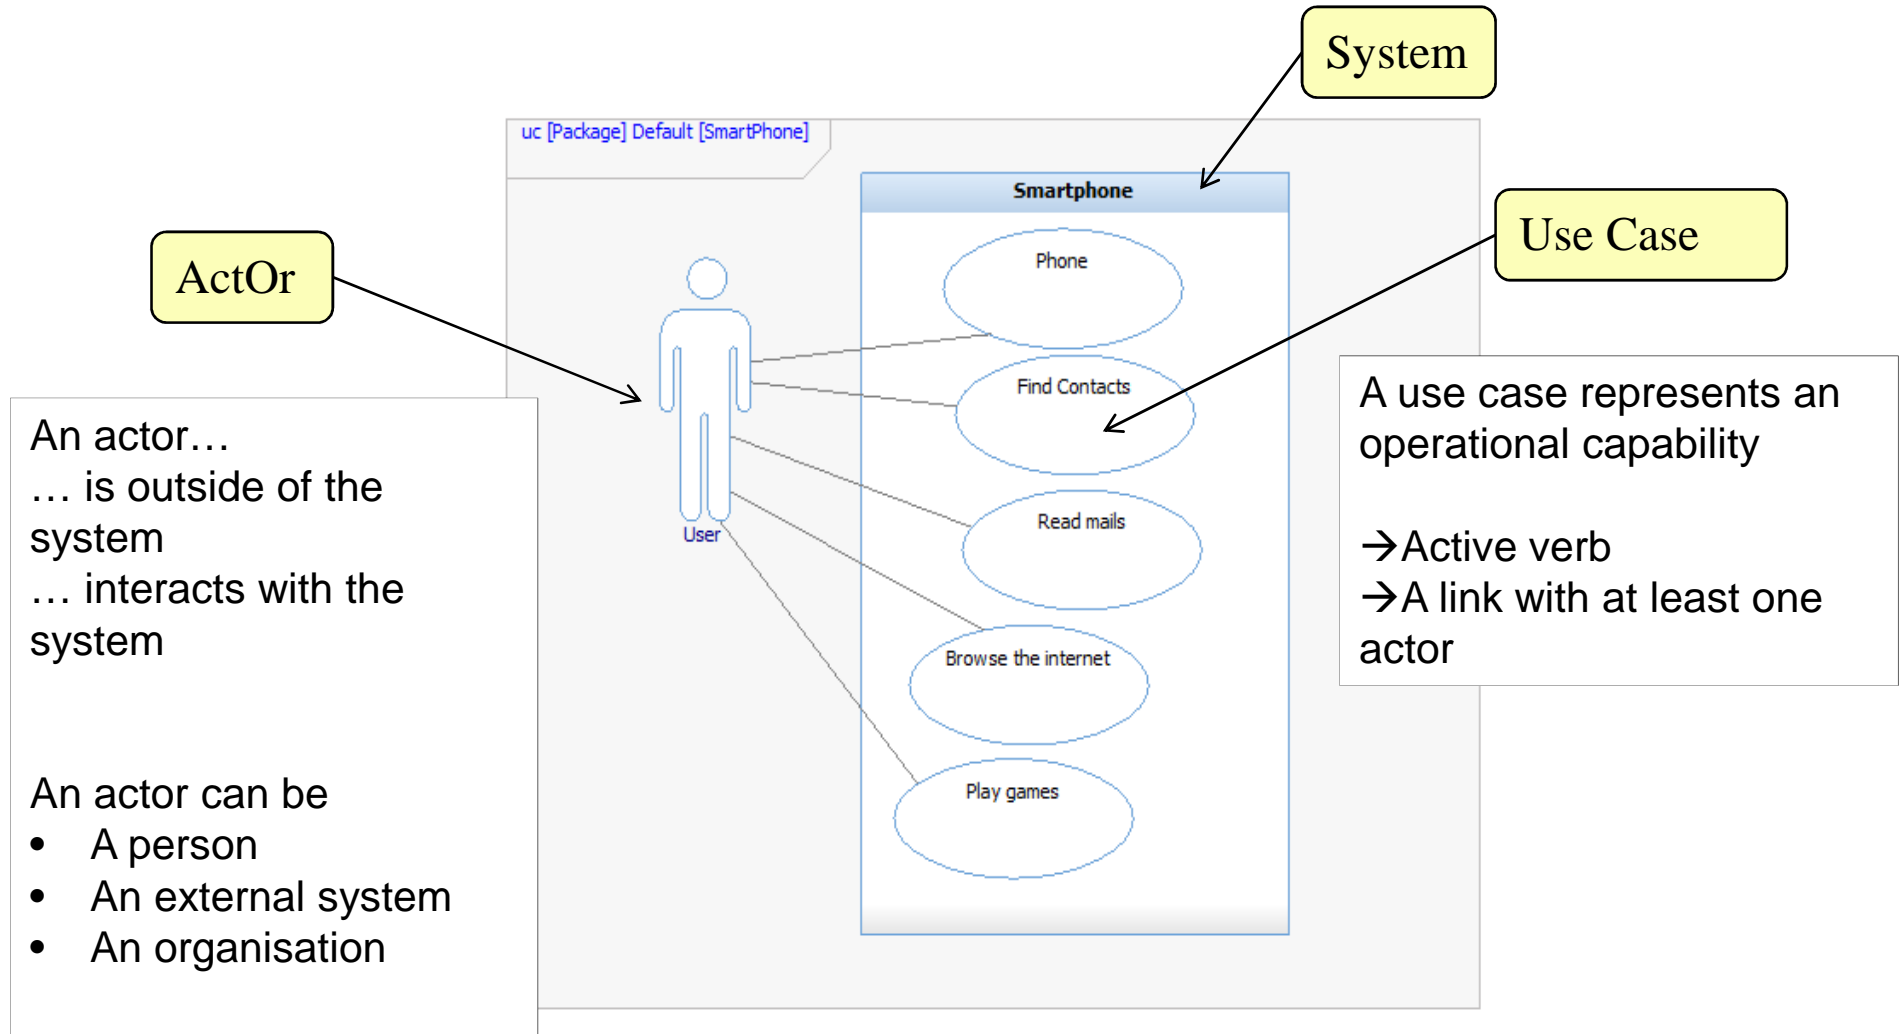 System
uc [Package] Default [SmartPhone]
Smartphone
ActOr
Use Case
Phone
Find Contacts
Read mails
Browse the internet
Play games
User
An actor…
… is outside of the
system
… interacts with the
system
An actor can be
• A person
• An external system
• An organisation
A use case represents an
operational capability
→Active verb
→A link with at least one
actor